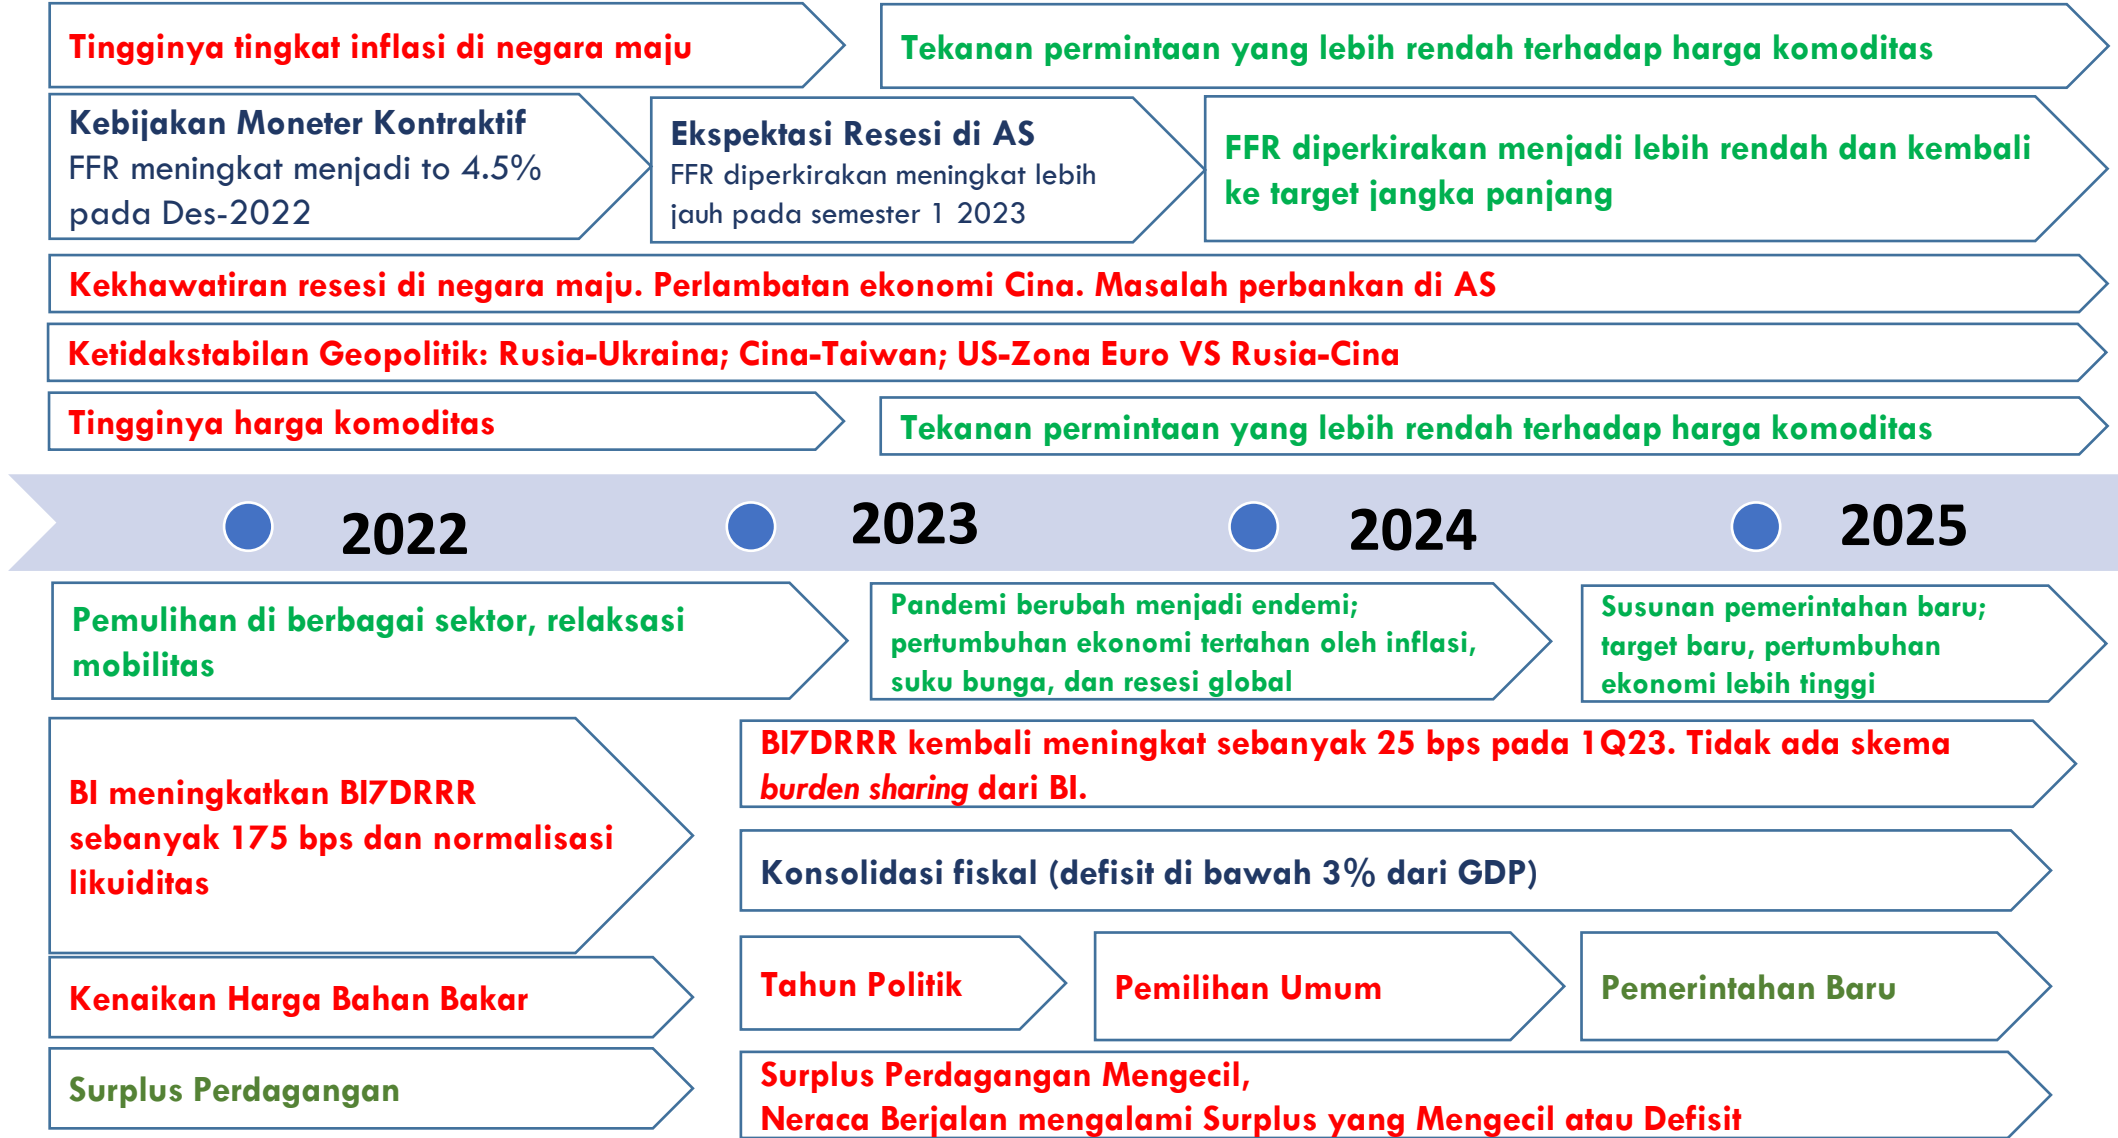 Tingginya tingkat inflasi di negara maju
Tekanan permintaan yang lebih rendah terhadap harga komoditas
Kebijakan Moneter Kontraktif
FFR meningkat menjadi to 4.5%
pada Des-2022
Ekspektasi Resesi di AS
FFR diperkirakan meningkat lebih
jauh pada semester 1 2023
FFR diperkirakan menjadi lebih rendah dan kembali
ke target jangka panjang
Kekhawatiran resesi di negara maju. Perlambatan ekonomi Cina. Masalah perbankan di AS
Ketidakstabilan Geopolitik: Rusia-Ukraina; Cina-Taiwan; US-Zona Euro VS Rusia-Cina
Tingginya harga komoditas
Tekanan permintaan yang lebih rendah terhadap harga komoditas
2022
2023
2024
2025
Pemulihan di berbagai sektor, relaksasi
mobilitas
Pandemi berubah menjadi endemi;
pertumbuhan ekonomi tertahan oleh inflasi,
suku bunga, dan resesi global
Susunan pemerintahan baru;
target baru, pertumbuhan
ekonomi lebih tinggi
BI meningkatkan BI7DRRR
sebanyak 175 bps dan normalisasi
likuiditas
BI7DRRR kembali meningkat sebanyak 25 bps pada 1Q23. Tidak ada skema
burden sharing dari BI.
Konsolidasi fiskal (defisit di bawah 3% dari GDP)
Kenaikan Harga Bahan Bakar
Tahun Politik
Pemilihan Umum
Pemerintahan Baru
Surplus Perdagangan
Surplus Perdagangan Mengecil,
Neraca Berjalan mengalami Surplus yang Mengecil atau Defisit